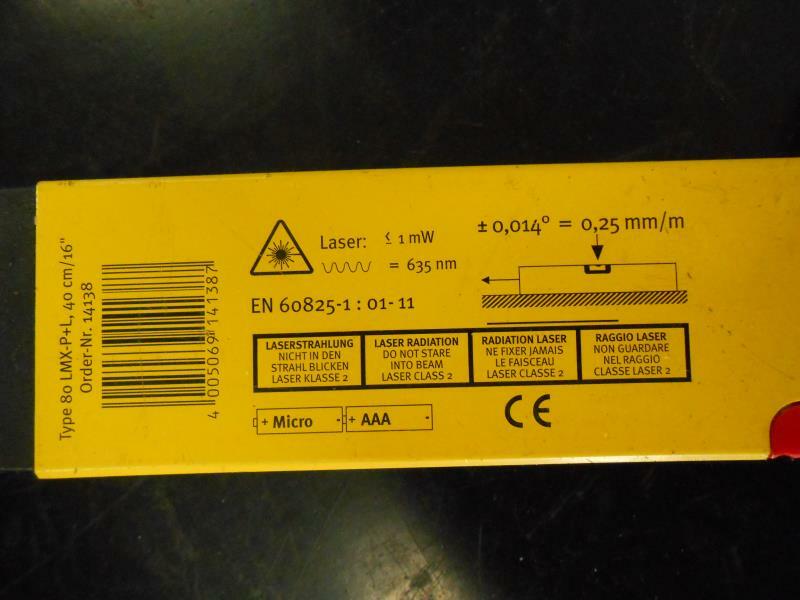 Type 80 LMX-P+L, 40 cm/16"
Order-Nr. 14138
4 005069 141387
Laser: ≤ 1 mW
= 635 nm
± 0,014° = 0,25 mm/m
EN 60825-1 : 01- 11
LASERSTRAHLUNG
NICHT IN DEN
STRAHL BLICKEN
LASER KLASSE 2
LASER RADIATION
DO NOT STARE
INTO BEAM
LASER CLASS 2
RADIATION LASER
NE FIXER JAMAIS
LE FAISCEAU
LASER CLASSE 2
RAGGIO LASER
NON GUARDARE
NEL RAGGIO
CLASSE LASER 2
+ Micro - + AAA -
CE